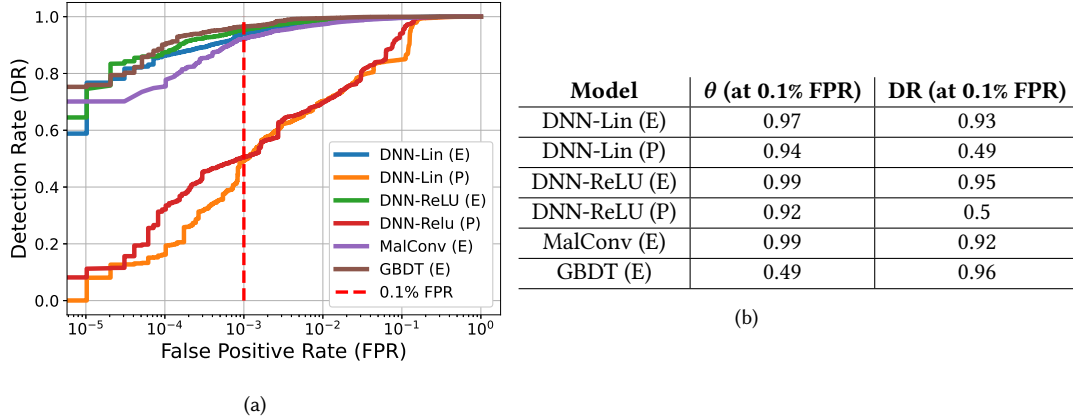 1.0
0.8
0.6
0.4
0.2
0.0
Detection Rate (DR)
10⁻⁵ 10⁻⁴ 10⁻³ 10⁻² 10⁻¹ 10⁰
False Positive Rate (FPR)
DNN-Lin (E)
DNN-Lin (P)
DNN-ReLU (E)
DNN-Relu (P)
MalConv (E)
GBDT (E)
0.1% FPR
(a)
Model θ (at 0.1% FPR) DR (at 0.1% FPR)
DNN-Lin (E) 0.97 0.93
DNN-Lin (P) 0.94 0.49
DNN-ReLU (E) 0.99 0.95
DNN-ReLU (P) 0.92 0.5
MalConv (E) 0.99 0.92
GBDT (E) 0.49 0.96
(b)